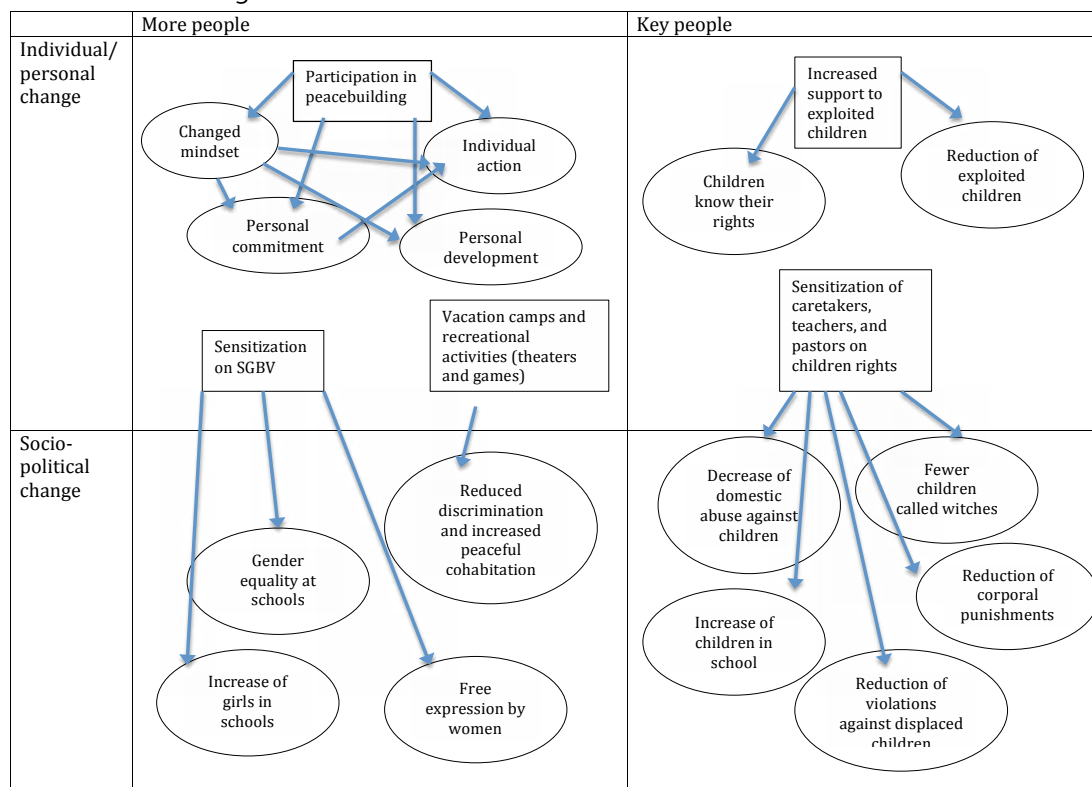 More people
Key people
Individual/
personal
change
Participation in
peacebuilding
Changed
mindset
Individual
action
Personal
commitment
Personal
development
Increased
support to
exploited
children
Children
know their
rights
Reduction of
exploited
children
Sensitization
on SGBV
Vacation camps and
recreational
activities (theaters
and games)
Sensitization of
caretakers,
teachers, and
pastors on
children rights
Socio-
political
change
Reduced
discrimination
and increased
peaceful
cohabitation
Gender
equality at
schools
Increase of
girls in
schools
Free
expression by
women
Decrease of
domestic
abuse against
children
Fewer
children
called witches
Reduction of
corporal
punishments
Increase of
children in
school
Reduction of
violations
against displaced
children